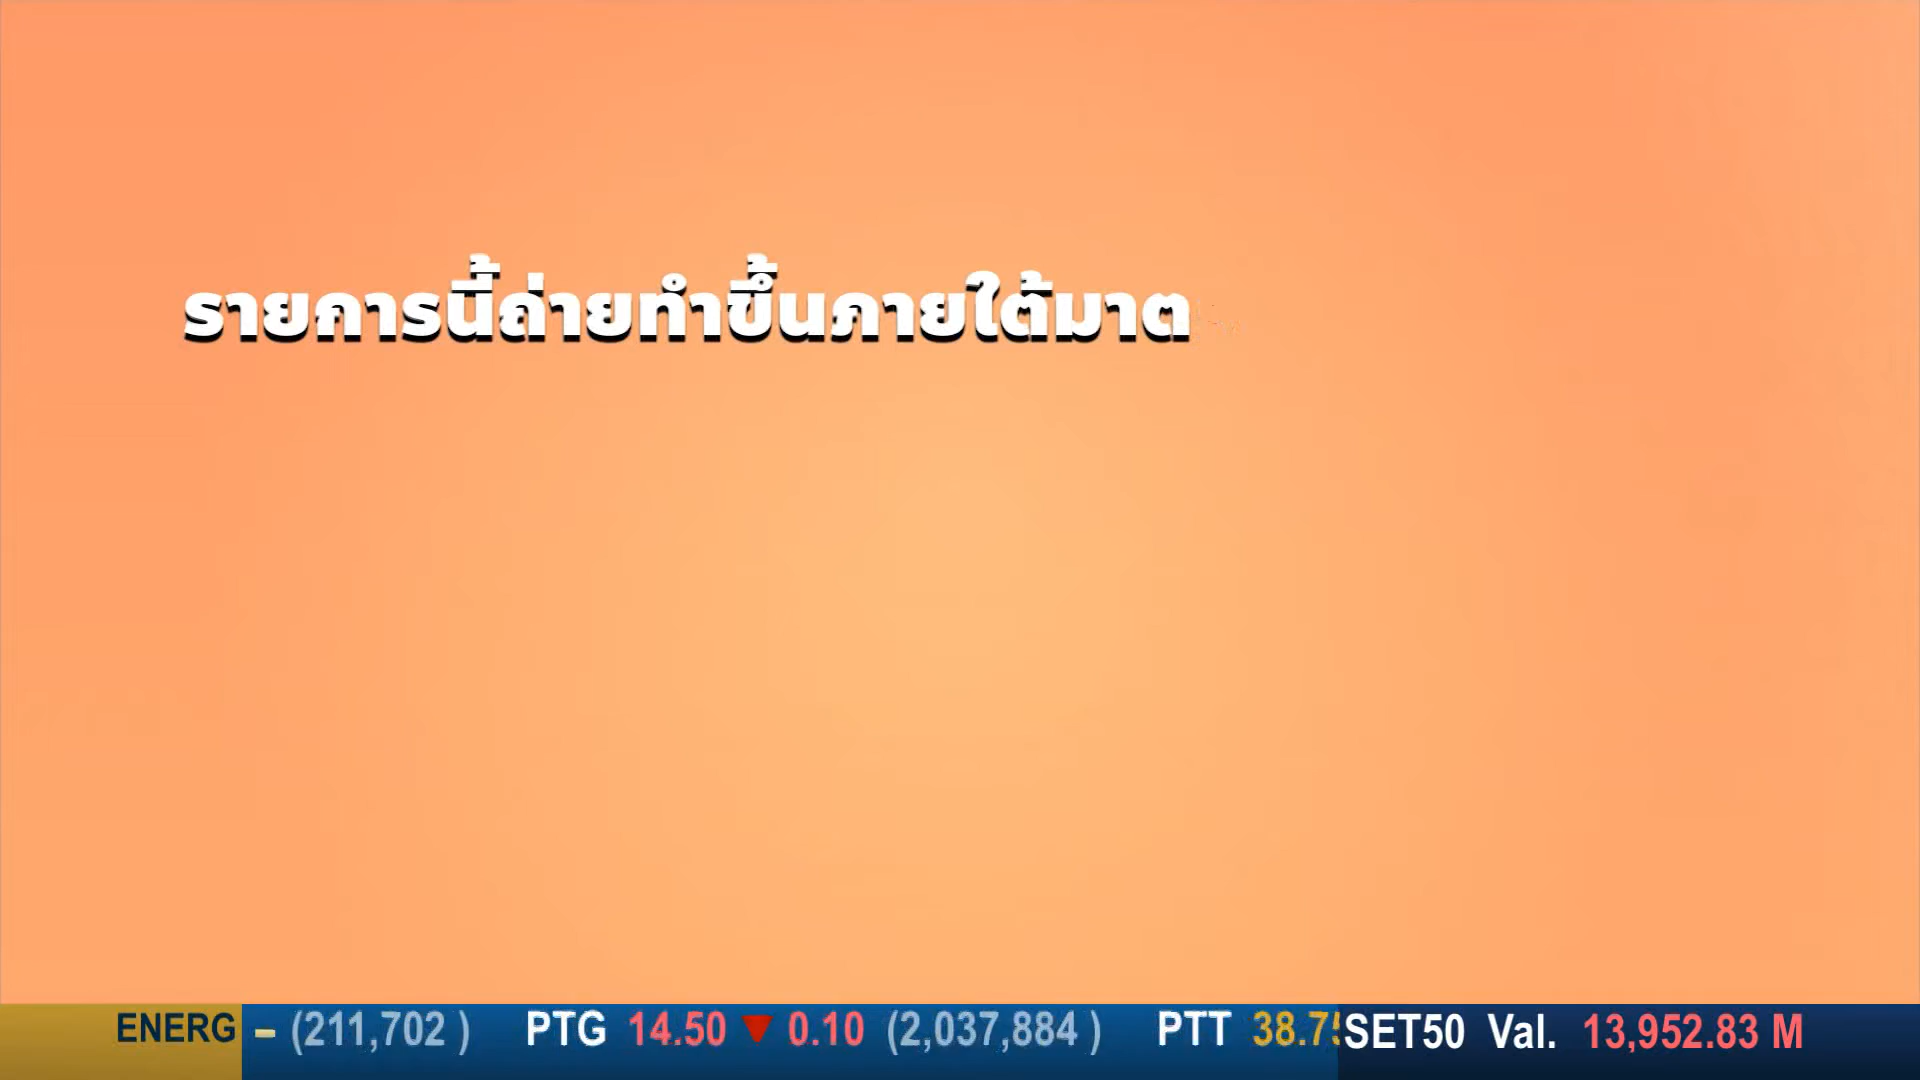 รายการนี้ถ่ายทำขึ้นภายใต้มาต
ENERG – (211,702 ) PTG 14.50 ▼ 0.10 (2,037,884 ) PTT 38.75 SET50 Val. 13,952.83 M